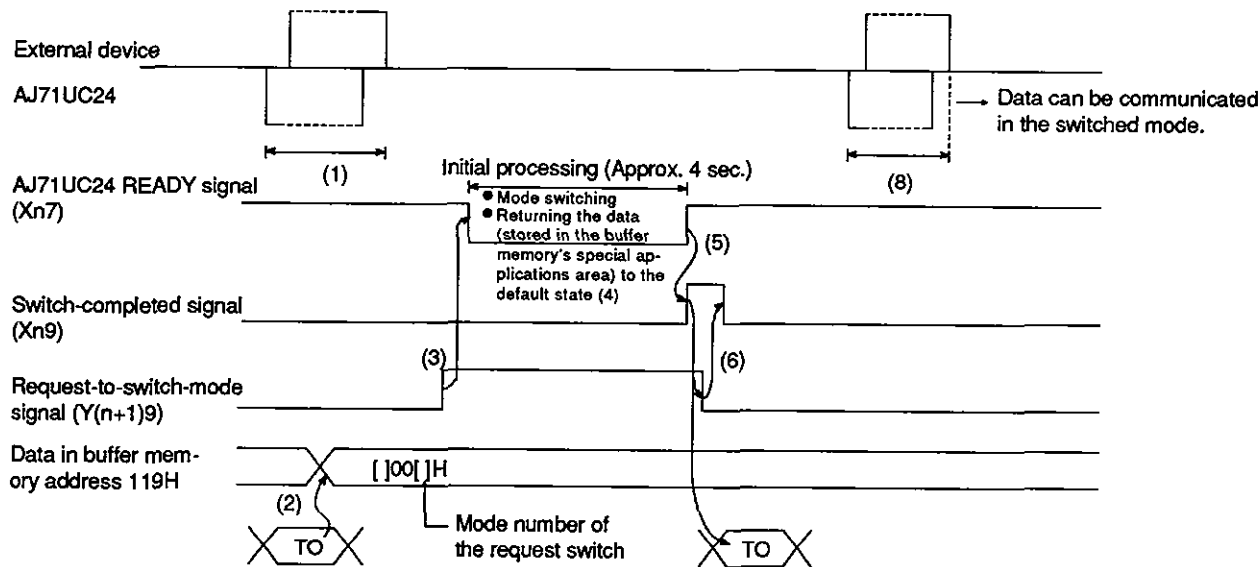 External device
AJ71UC24
Data can be communicated
in the switched mode.
(1)
(8)
Initial processing (Approx. 4 sec.)
AJ71UC24 READY signal
(Xn7)
● Mode switching
● Returning the data
(stored in the buffer
memory's special ap-
plications area) to the
default state (4)
(5)
Switch-completed signal
(Xn9)
(3)
(6)
Request-to-switch-mode
signal (Y(n+1)9)
Data in buffer mem-
ory address 119H
[ ]00[ ]H
(2)
Mode number of
the request switch
TO
TO